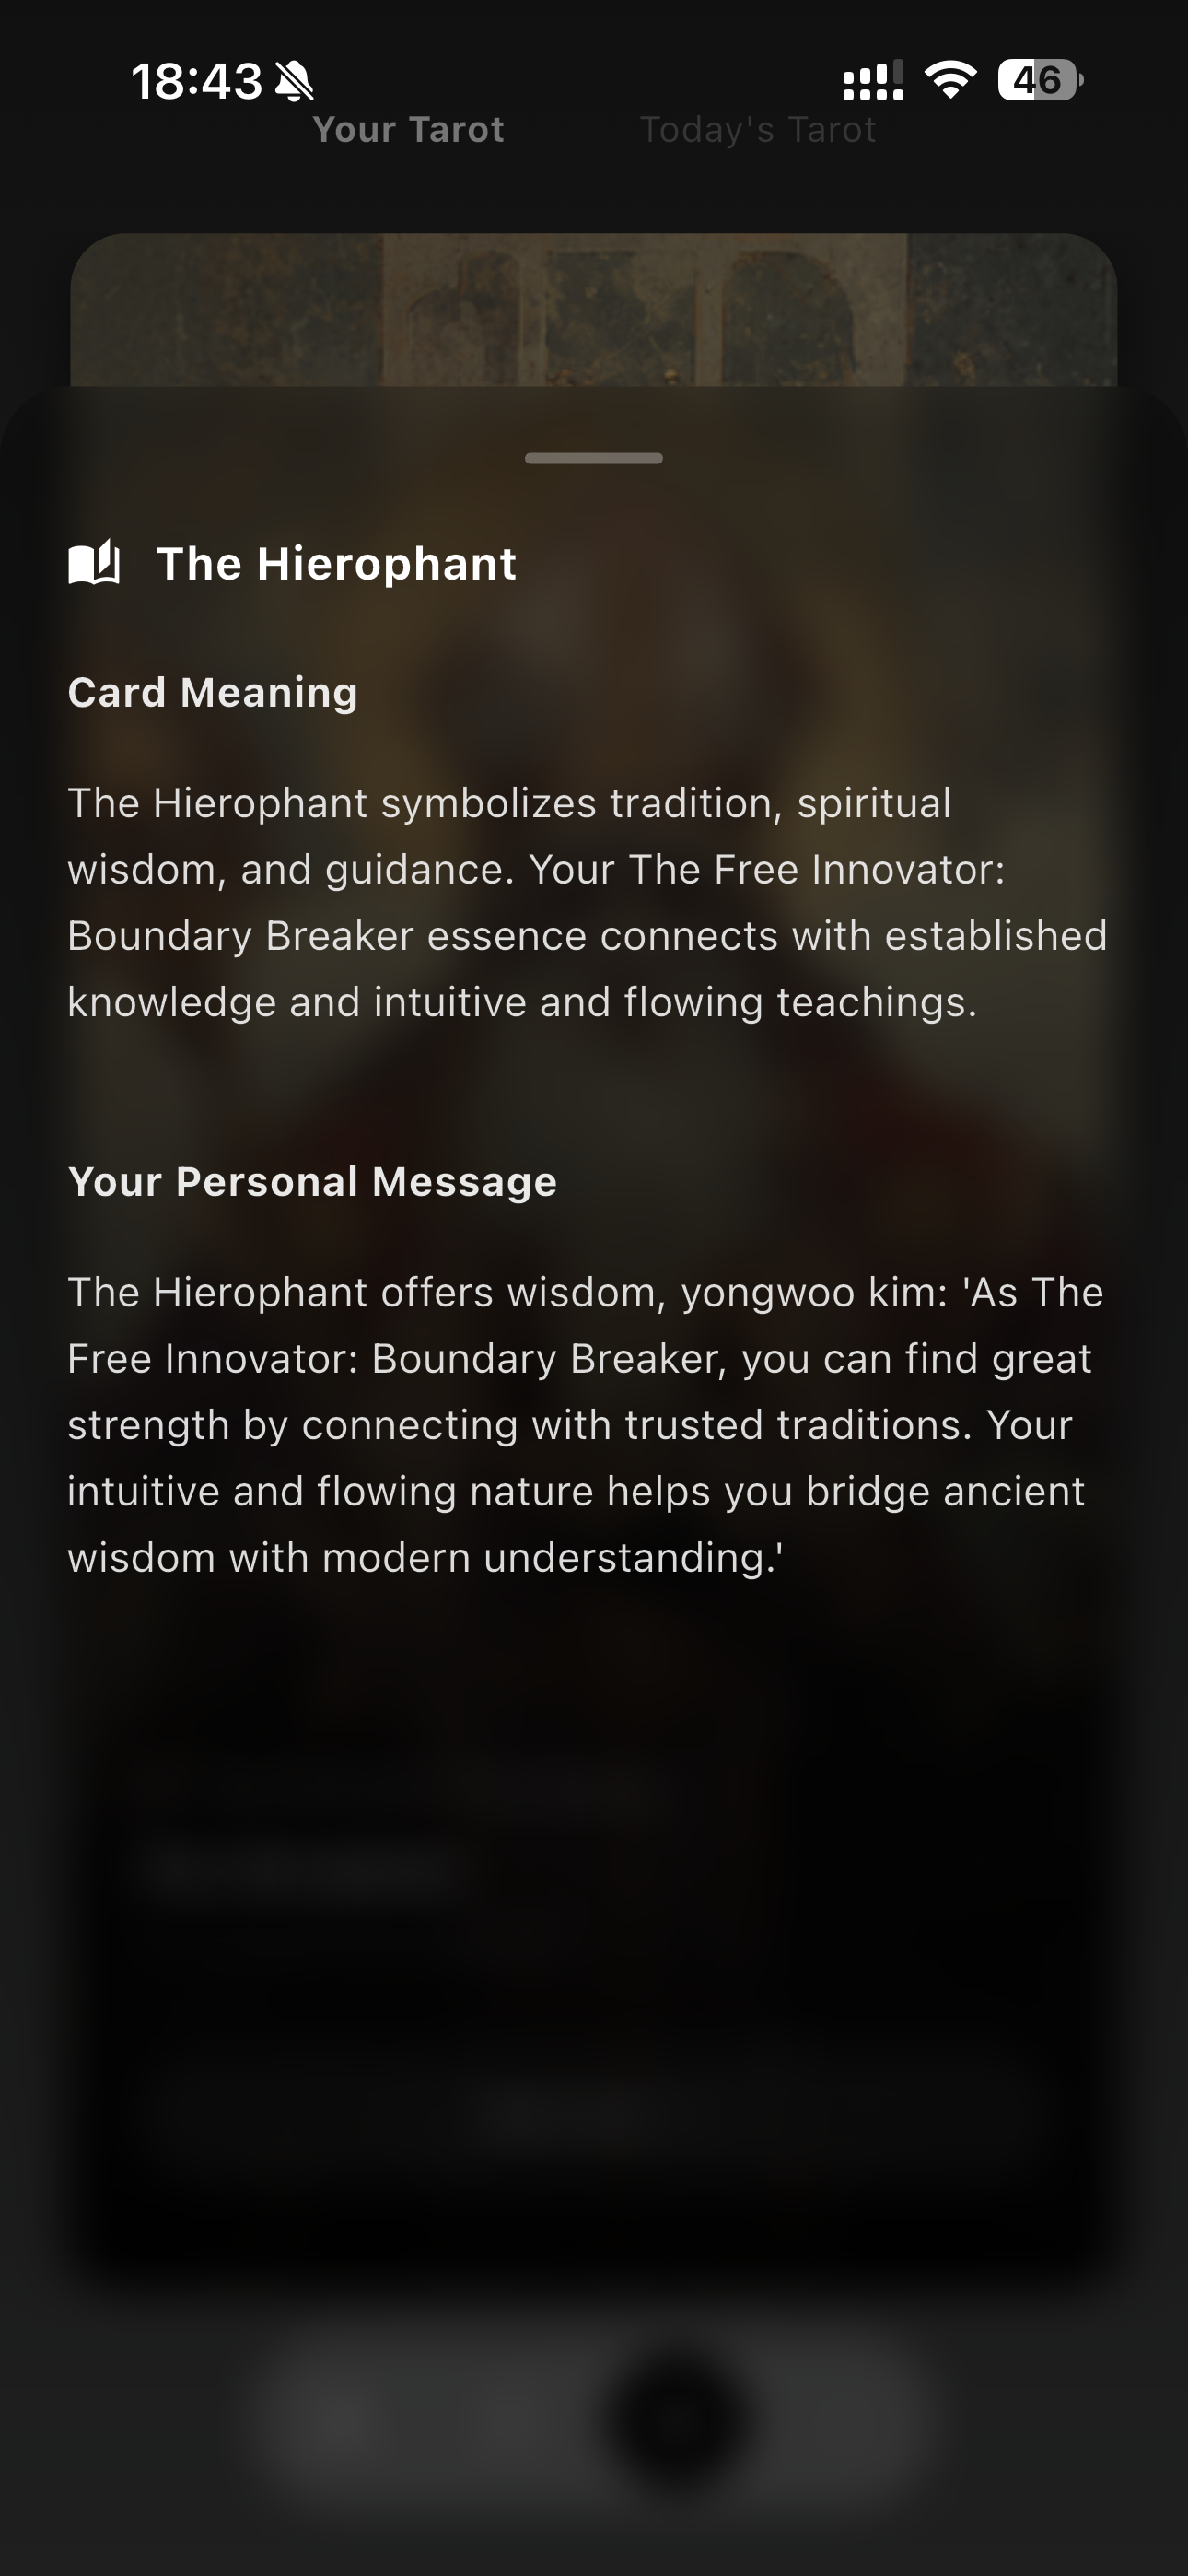 18:43
46
Your Tarot Today's Tarot
The Hierophant
Card Meaning
The Hierophant symbolizes tradition, spiritual
wisdom, and guidance. Your The Free Innovator:
Boundary Breaker essence connects with established
knowledge and intuitive and flowing teachings.
Your Personal Message
The Hierophant offers wisdom, yongwoo kim: 'As The
Free Innovator: Boundary Breaker, you can find great
strength by connecting with trusted traditions. Your
intuitive and flowing nature helps you bridge ancient
wisdom with modern understanding.'